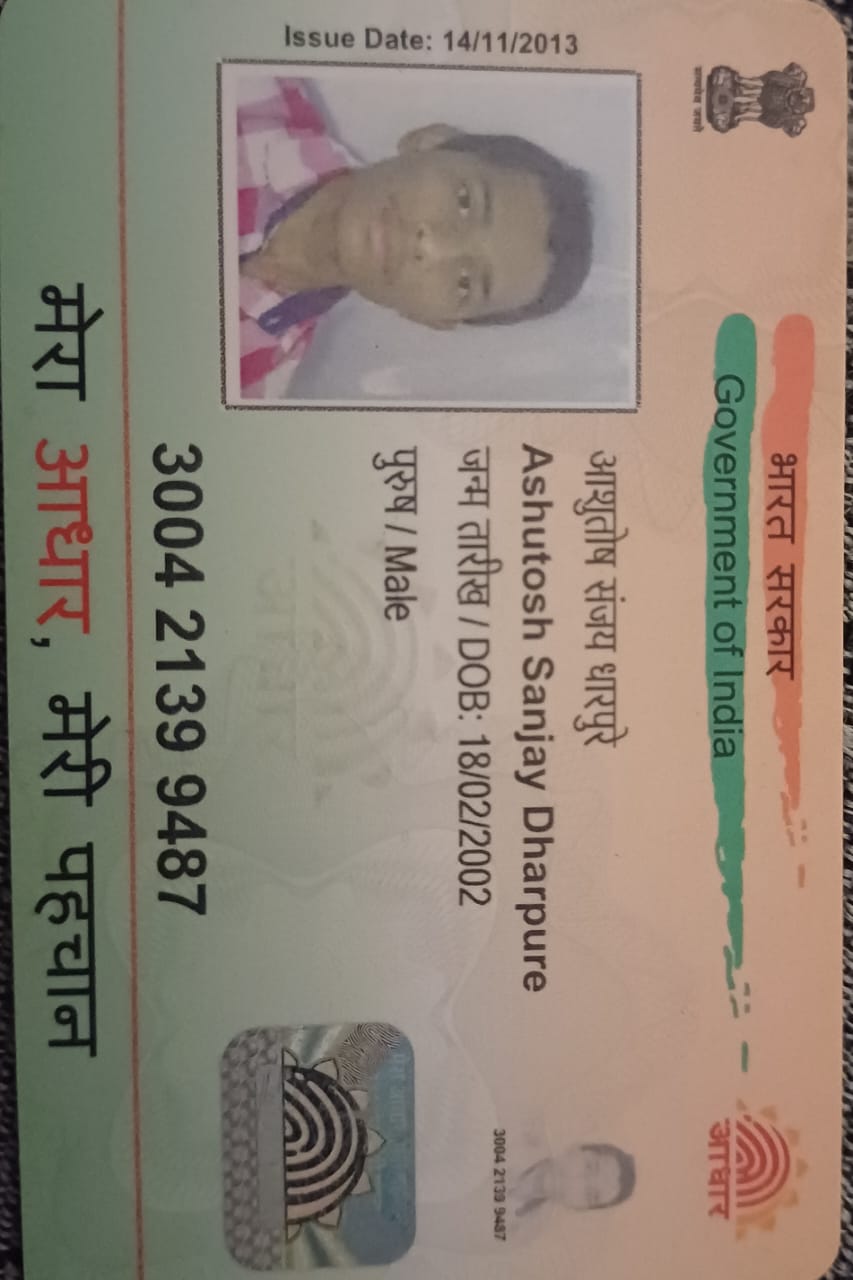 भारत सरकार
Government of India
सत्यमेव जयते
आधार
Issue Date: 14/11/2013
आशुतोष संजय धारपुरे
Ashutosh Sanjay Dharpure
जन्म तारीख / DOB: 18/02/2002
पुरुष / Male
3004 2139 9487
आधार
3004 2139 9487
मेरा आधार, मेरी पहचान